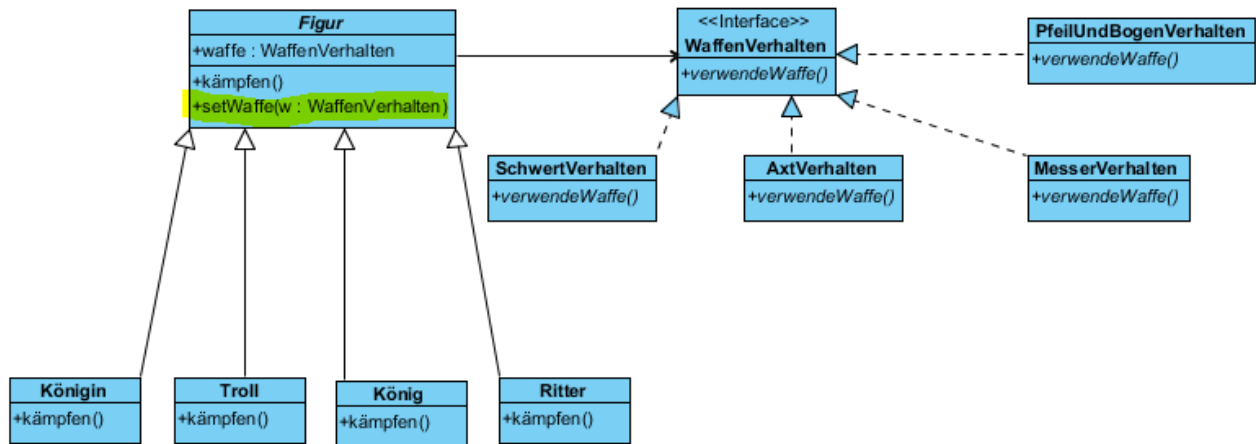 Figur
+waffe : WaffenVerhalten
+kämpfen()
+setWaffe(w : WaffenVerhalten)
<<Interface>>
WaffenVerhalten
+verwendeWaffe()
PfeilUndBogenVerhalten
+verwendeWaffe()
SchwertVerhalten
+verwendeWaffe()
AxtVerhalten
+verwendeWaffe()
MesserVerhalten
+verwendeWaffe()
Königin
+kämpfen()
Troll
+kämpfen()
König
+kämpfen()
Ritter
+kämpfen()